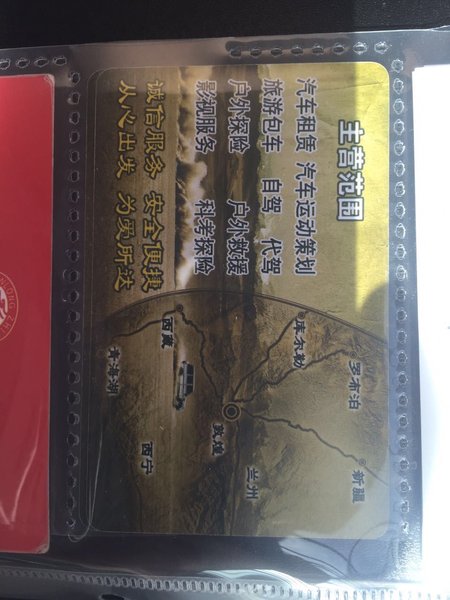 主营范围
汽车租赁 汽车运动策划
旅游包车 自驾 代驾
户外探险 户外救援
影视服务 科考探险
诚信服务 安全便捷
从心出发 为爱所达
罗布泊
新疆
库尔勒
兰州
敦煌
西藏
西宁
青海湖